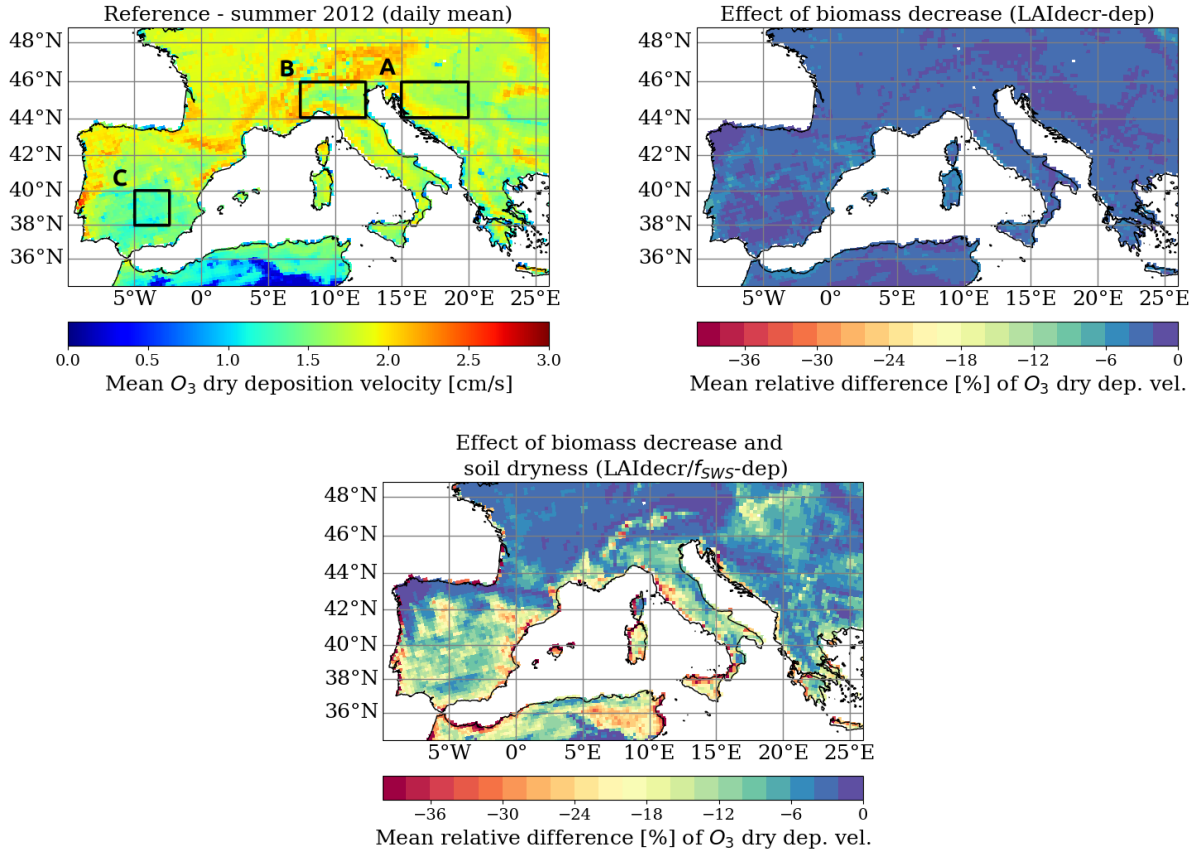 Reference - summer 2012 (daily mean)
48°N
46°N
44°N
42°N
40°N
38°N
36°N
B
A
C
5°W 0° 5°E 10°E 15°E 20°E 25°E
0.0 0.5 1.0 1.5 2.0 2.5 3.0
Mean O₃ dry deposition velocity [cm/s]
Effect of biomass decrease (LAIdecr-dep)
48°N
46°N
44°N
42°N
40°N
38°N
36°N
5°W 0° 5°E 10°E 15°E 20°E 25°E
−36 −30 −24 −18 −12 −6 0
Mean relative difference [%] of O₃ dry dep. vel.
Effect of biomass decrease and
soil dryness (LAIdecr/f_SWS-dep)
48°N
46°N
44°N
42°N
40°N
38°N
36°N
5°W 0° 5°E 10°E 15°E 20°E 25°E
−36 −30 −24 −18 −12 −6 0
Mean relative difference [%] of O₃ dry dep. vel.